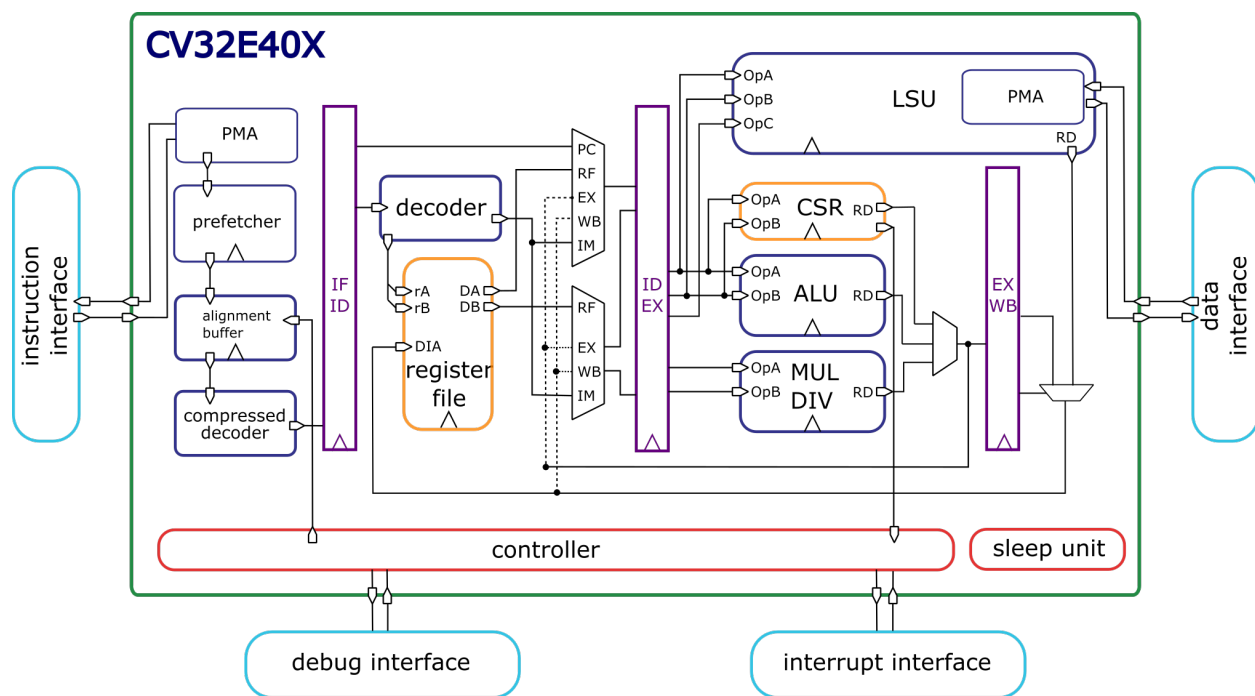 CV32E40X
PMA
prefetcher
alignment
buffer
compressed
decoder
instruction
interface
IF
ID
decoder
rA
rB
DIA
DA
DB
register
file
PC
RF
EX
WB
IM
RF
EX
WB
IM
ID
EX
OpA
OpB
OpC
LSU
PMA
RD
OpA
OpB
CSR
RD
OpA
OpB
ALU
RD
OpA
OpB
MUL
DIV
RD
EX
WB
data
interface
controller
sleep unit
debug interface
interrupt interface